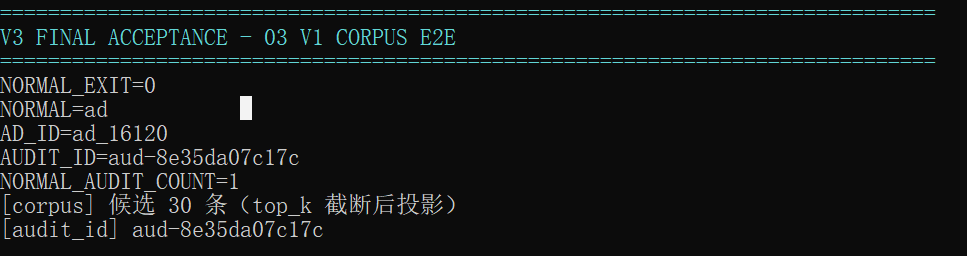 ==============================================================================
V3 FINAL ACCEPTANCE - 03 V1 CORPUS E2E
==============================================================================
NORMAL_EXIT=0
NORMAL=ad
AD_ID=ad_16120
AUDIT_ID=aud-8e35da07c17c
NORMAL_AUDIT_COUNT=1
[corpus] 候选 30 条（top_k 截断后投影）
[audit_id] aud-8e35da07c17c